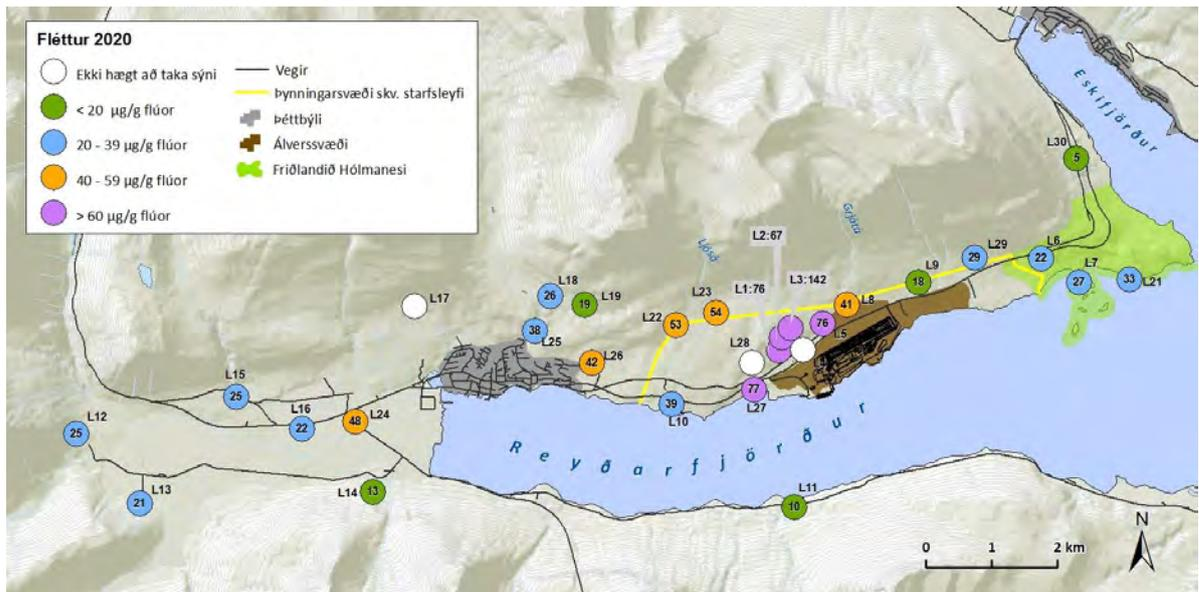 Fléttur 2020
Ekki hægt að taka sýni
< 20 µg/g flúor
20 - 39 µg/g flúor
40 - 59 µg/g flúor
> 60 µg/g flúor
Vegir
Þynningarsvæði skv. starfsleyfi
Þéttbýli
Álverssvæði
Friðlandið Hólmanesi
Eskifjörður
L30
5
Grjótá
Ljósá
L2:67
L1:76
L3:142
L23
54
L22
53
L18
26
L19
19
L17
38
L25
L26
42
L28
76
L5
41
L8
L9
18
29
L29
L6
22
L7
27
33
L21
77
L27
39
L10
L15
25
L12
25
L16
22
48
L24
L13
21
L14
13
L11
10
Reyðarfjörður
N
0 1 2 km